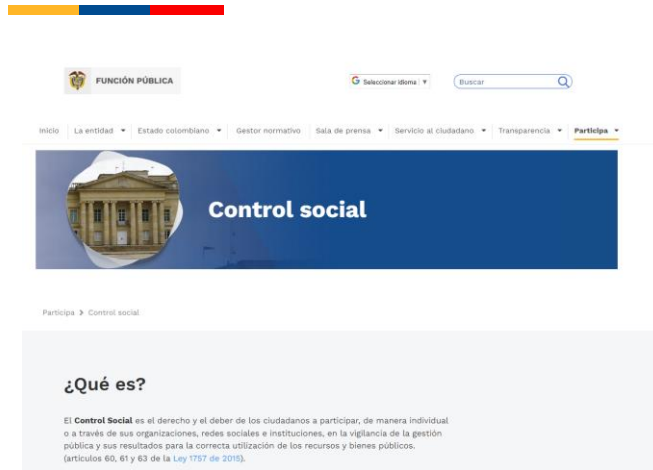 FUNCIÓN PÚBLICA
Seleccionar idioma ▼
Buscar
Inicio La entidad ▼ Estado colombiano ▼ Gestor normativo Sala de prensa ▼ Servicio al ciudadano ▼ Transparencia ▼ Participa ▼
Control social
Participa > Control social
¿Qué es?
El Control Social es el derecho y el deber de los ciudadanos a participar, de manera individual
o a través de sus organizaciones, redes sociales e instituciones, en la vigilancia de la gestión
pública y sus resultados para la correcta utilización de los recursos y bienes públicos.
(artículos 60, 61 y 63 de la Ley 1757 de 2015).